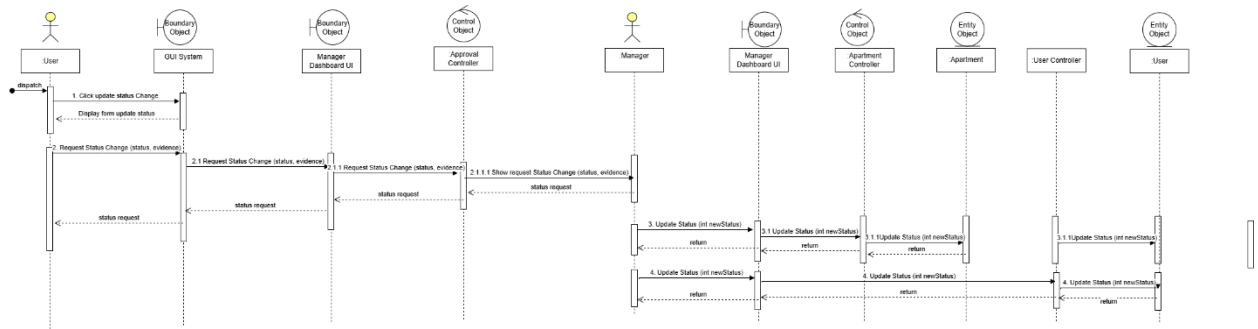 Boundary
Object
Boundary
Object
Control
Object
Boundary
Object
Control
Object
Entity
Object
Entity
Object
:User
GUI System
Manager
Dashboard UI
:Approval
Controller
:Manager
Manager
Dashboard UI
:Apartment
Controller
:Apartment
:User Controller
:User
dispatch
1. Click update status Change
Display form update status
2. Request Status Change (status, evidence)
2.1 Request Status Change (status, evidence)
2.1.1 Request Status Change (status, evidence)
2.1.1.1 Show request Status Change (status, evidence)
status request
status request
status request
status request
3. Update Status (int newStatus)
3.1 Update Status (int newStatus)
3.1.1Update Status (int newStatus)
3.1.1Update Status (int newStatus)
return
return
return
4. Update Status (int newStatus)
4. Update Status (int newStatus)
4. Update Status (int newStatus)
return
return
return